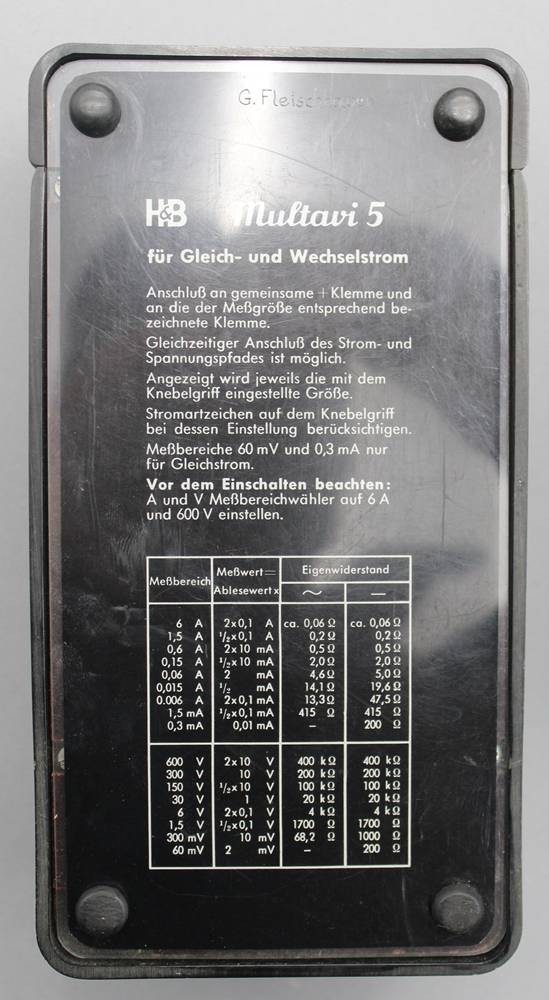 G. Fleischhauer
H&B Multavi 5
für Gleich- und Wechselstrom
Anschluß an gemeinsame + Klemme und
an die der Meßgröße entsprechend be-
zeichnete Klemme.
Gleichzeitiger Anschluß des Strom- und
Spannungspfades ist möglich.
Angezeigt wird jeweils die mit dem
Knebelgriff eingestellte Größe.
Stromartzeichen auf dem Knebelgriff
bei dessen Einstellung berücksichtigen.
Meßbereiche 60 mV und 0,3 mA nur
für Gleichstrom.
Vor dem Einschalten beachten:
A und V Meßbereichwähler auf 6 A
und 600 V einstellen.
Meßbereich Meßwert= Eigenwiderstand
Ablesewert x ~ —
6 A 2x0,1 A ca. 0,06 Ω ca. 0,06 Ω
1,5 A 1/2x0,1 A 0,2 Ω 0,2 Ω
0,6 A 2x10 mA 0,5 Ω 0,5 Ω
0,15 A 1/2x10 mA 2,0 Ω 2,0 Ω
0,06 A 2 mA 4,6 Ω 5,0 Ω
0,015 A 1/2 mA 14,1 Ω 19,6 Ω
0.006 A 2x0,1 mA 13,3 Ω 47,5 Ω
1,5 mA 1/2x0,1 mA 415 Ω 415 Ω
0,3 mA 0,01 mA – 200 Ω
600 V 2x10 V 400 kΩ 400 kΩ
300 V 10 V 200 kΩ 200 kΩ
150 V 1/2x10 V 100 kΩ 100 kΩ
30 V 1 V 20 kΩ 20 kΩ
6 V 2x0,1 V 4 kΩ 4 kΩ
1,5 V 1/2x0,1 V 1700 Ω 1700 Ω
300 mV 10 mV 68,2 Ω 1000 Ω
60 mV 2 mV – 200 Ω